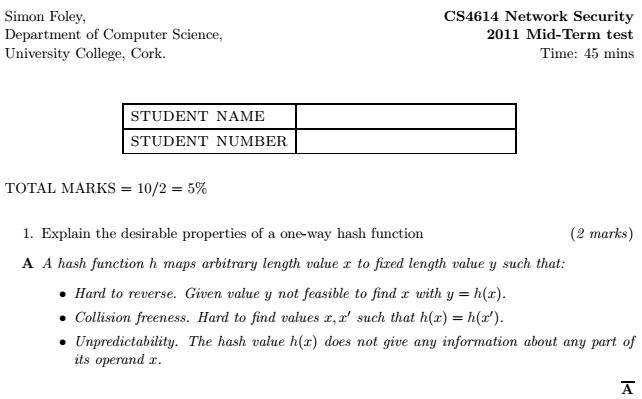 Simon Foley,
Department of Computer Science,
University College, Cork.
CS4614 Network Security
2011 Mid-Term test
Time: 45 mins
STUDENT NAME
STUDENT NUMBER
TOTAL MARKS = 10/2 = 5%
1. Explain the desirable properties of a one-way hash function (2 marks)
A A hash function h maps arbitrary length value x to fixed length value y such that:
• Hard to reverse. Given value y not feasible to find x with y = h(x).
• Collision freeness. Hard to find values x, x′ such that h(x) = h(x′).
• Unpredictability. The hash value h(x) does not give any information about any part of
its operand x.
A